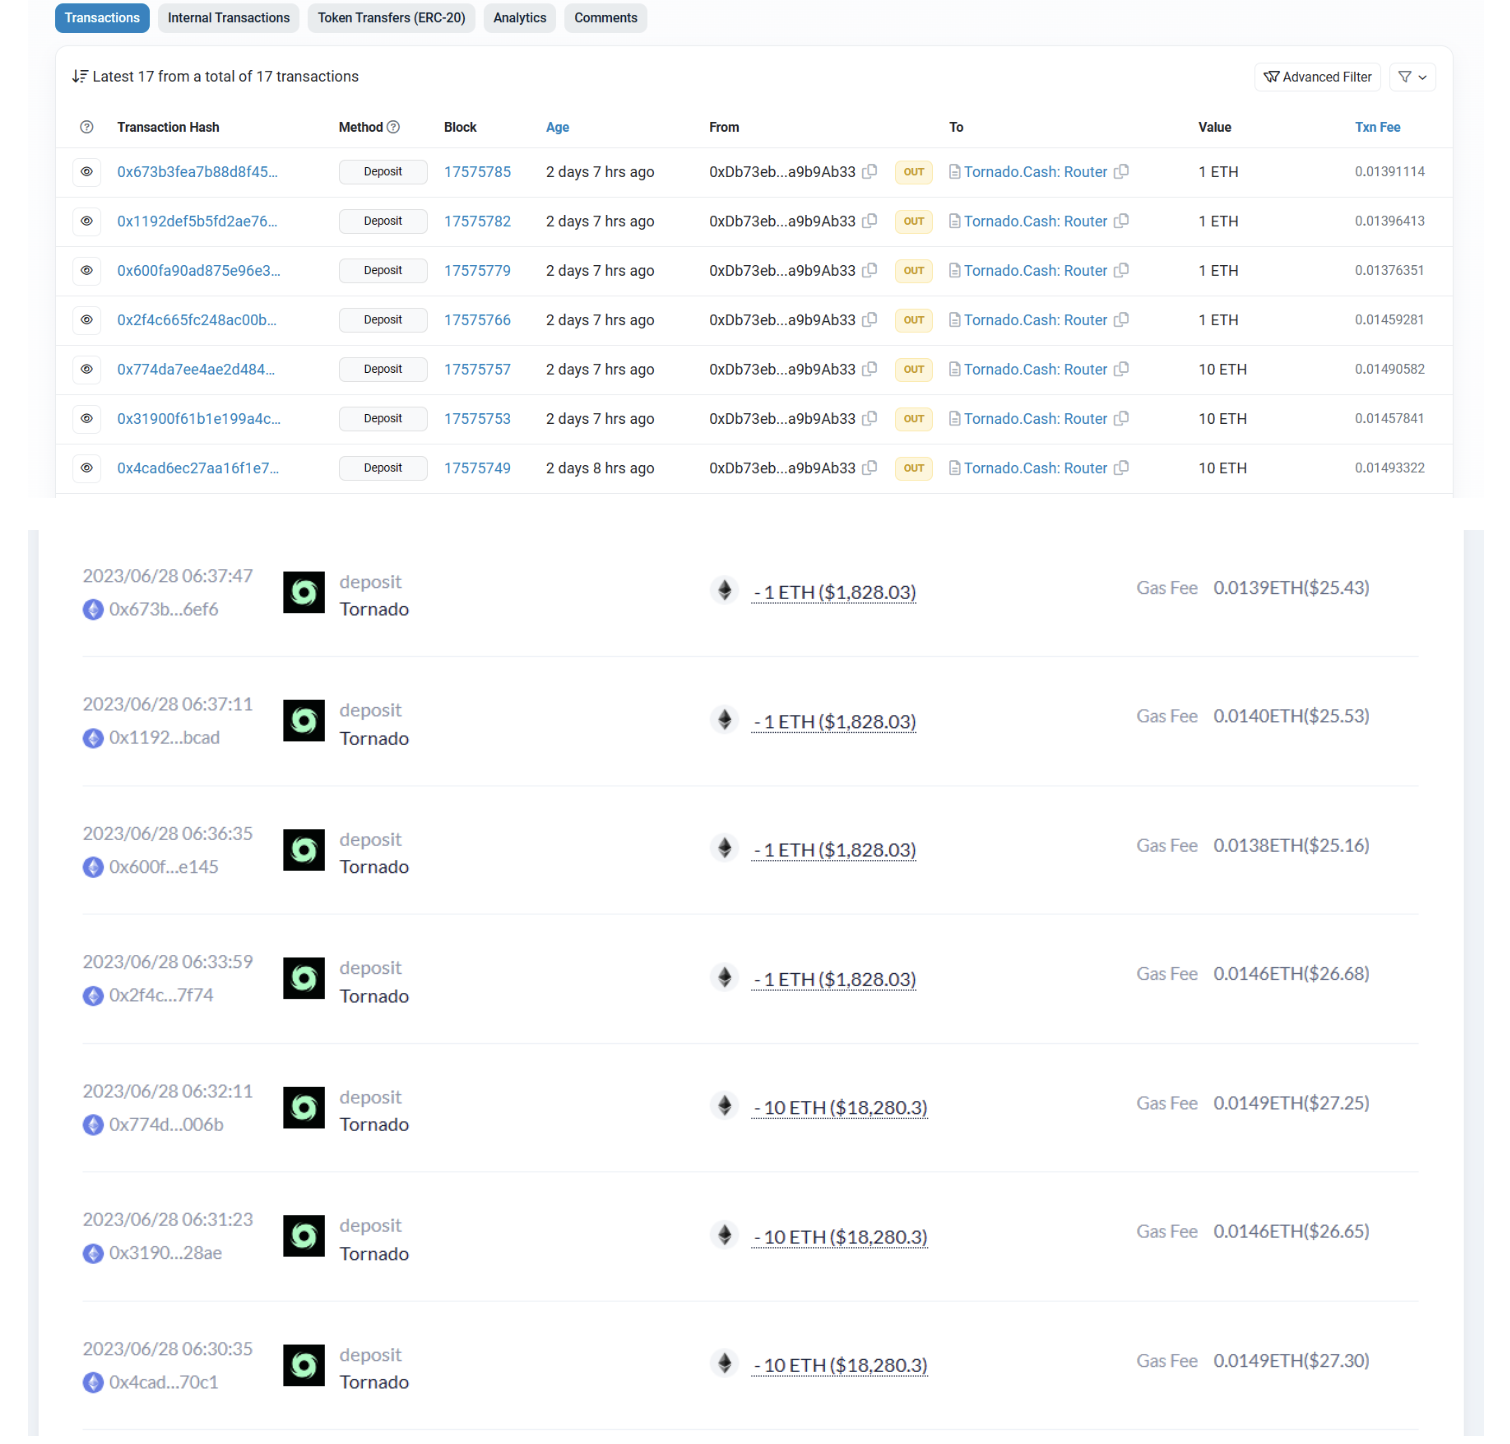 Transactions Internal Transactions Token Transfers (ERC-20) Analytics Comments
Latest 17 from a total of 17 transactions Advanced Filter
Transaction Hash Method Block Age From To Value Txn Fee
0x673b3fea7b88d8f45... Deposit 17575785 2 days 7 hrs ago 0xDb73eb...a9b9Ab33 OUT Tornado.Cash: Router 1 ETH 0.01391114
0x1192def5b5fd2ae76... Deposit 17575782 2 days 7 hrs ago 0xDb73eb...a9b9Ab33 OUT Tornado.Cash: Router 1 ETH 0.01396413
0x600fa90ad875e96e3... Deposit 17575779 2 days 7 hrs ago 0xDb73eb...a9b9Ab33 OUT Tornado.Cash: Router 1 ETH 0.01376351
0x2f4c665fc248ac00b... Deposit 17575766 2 days 7 hrs ago 0xDb73eb...a9b9Ab33 OUT Tornado.Cash: Router 1 ETH 0.01459281
0x774da7ee4ae2d484... Deposit 17575757 2 days 7 hrs ago 0xDb73eb...a9b9Ab33 OUT Tornado.Cash: Router 10 ETH 0.01490582
0x31900f61b1e199a4c... Deposit 17575753 2 days 7 hrs ago 0xDb73eb...a9b9Ab33 OUT Tornado.Cash: Router 10 ETH 0.01457841
0x4cad6ec27aa16f1e7... Deposit 17575749 2 days 8 hrs ago 0xDb73eb...a9b9Ab33 OUT Tornado.Cash: Router 10 ETH 0.01493322
2023/06/28 06:37:47 deposit - 1 ETH ($1,828.03) Gas Fee 0.0139ETH($25.43)
0x673b...6ef6 Tornado
2023/06/28 06:37:11 deposit - 1 ETH ($1,828.03) Gas Fee 0.0140ETH($25.53)
0x1192...bcad Tornado
2023/06/28 06:36:35 deposit - 1 ETH ($1,828.03) Gas Fee 0.0138ETH($25.16)
0x600f...e145 Tornado
2023/06/28 06:33:59 deposit - 1 ETH ($1,828.03) Gas Fee 0.0146ETH($26.68)
0x2f4c...7f74 Tornado
2023/06/28 06:32:11 deposit - 10 ETH ($18,280.3) Gas Fee 0.0149ETH($27.25)
0x774d...006b Tornado
2023/06/28 06:31:23 deposit - 10 ETH ($18,280.3) Gas Fee 0.0146ETH($26.65)
0x3190...28ae Tornado
2023/06/28 06:30:35 deposit - 10 ETH ($18,280.3) Gas Fee 0.0149ETH($27.30)
0x4cad...70c1 Tornado